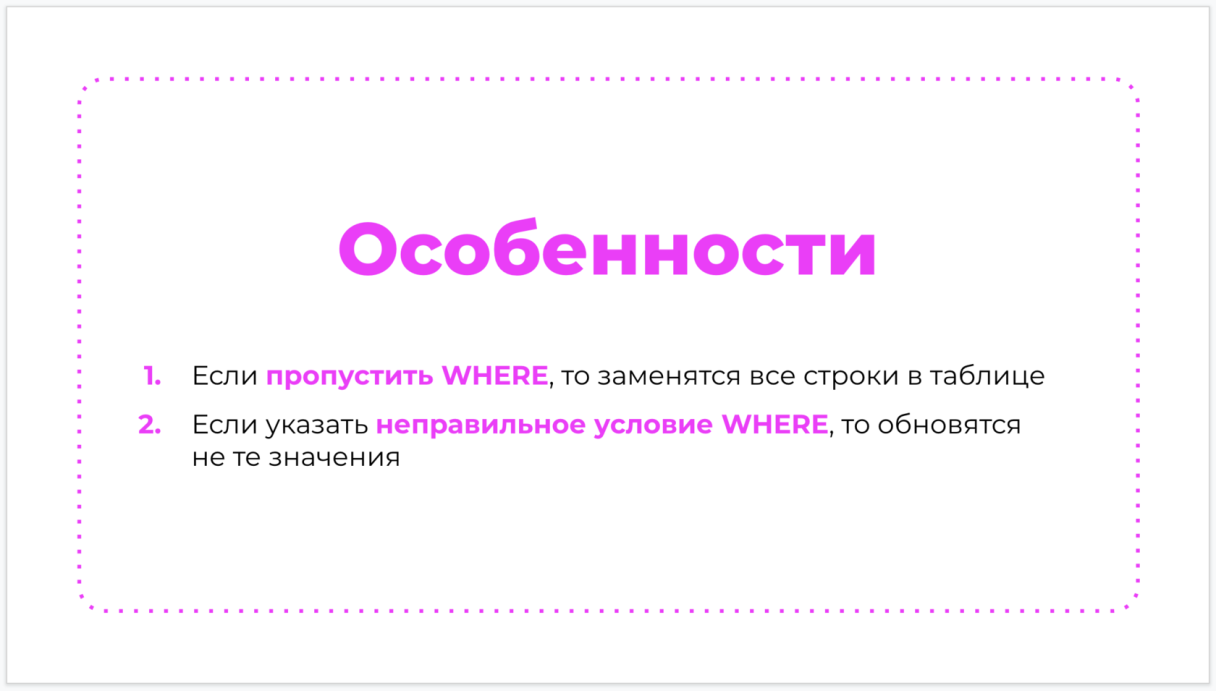 Особенности
1. Если пропустить WHERE, то заменятся все строки в таблице
2. Если указать неправильное условие WHERE, то обновятся
не те значения